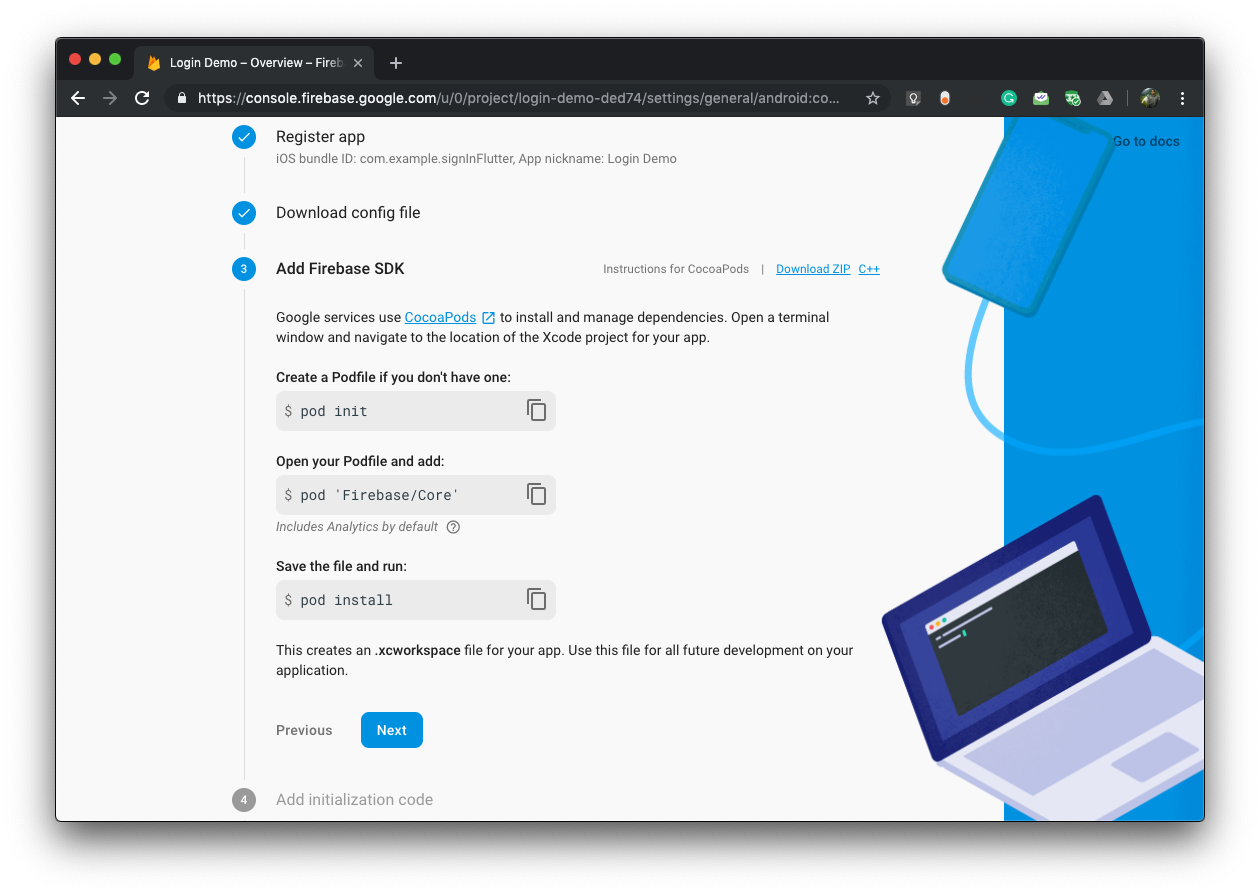 Login Demo – Overview – Fireb
https://console.firebase.google.com/u/0/project/login-demo-ded74/settings/general/android:co...
Go to docs
Register app
iOS bundle ID: com.example.signInFlutter, App nickname: Login Demo
Download config file
3 Add Firebase SDK Instructions for CocoaPods | Download ZIP C++
Google services use CocoaPods to install and manage dependencies. Open a terminal
window and navigate to the location of the Xcode project for your app.
Create a Podfile if you don't have one:
$ pod init
Open your Podfile and add:
$ pod 'Firebase/Core'
Includes Analytics by default ?
Save the file and run:
$ pod install
This creates an .xcworkspace file for your app. Use this file for all future development on your
application.
Previous Next
4 Add initialization code